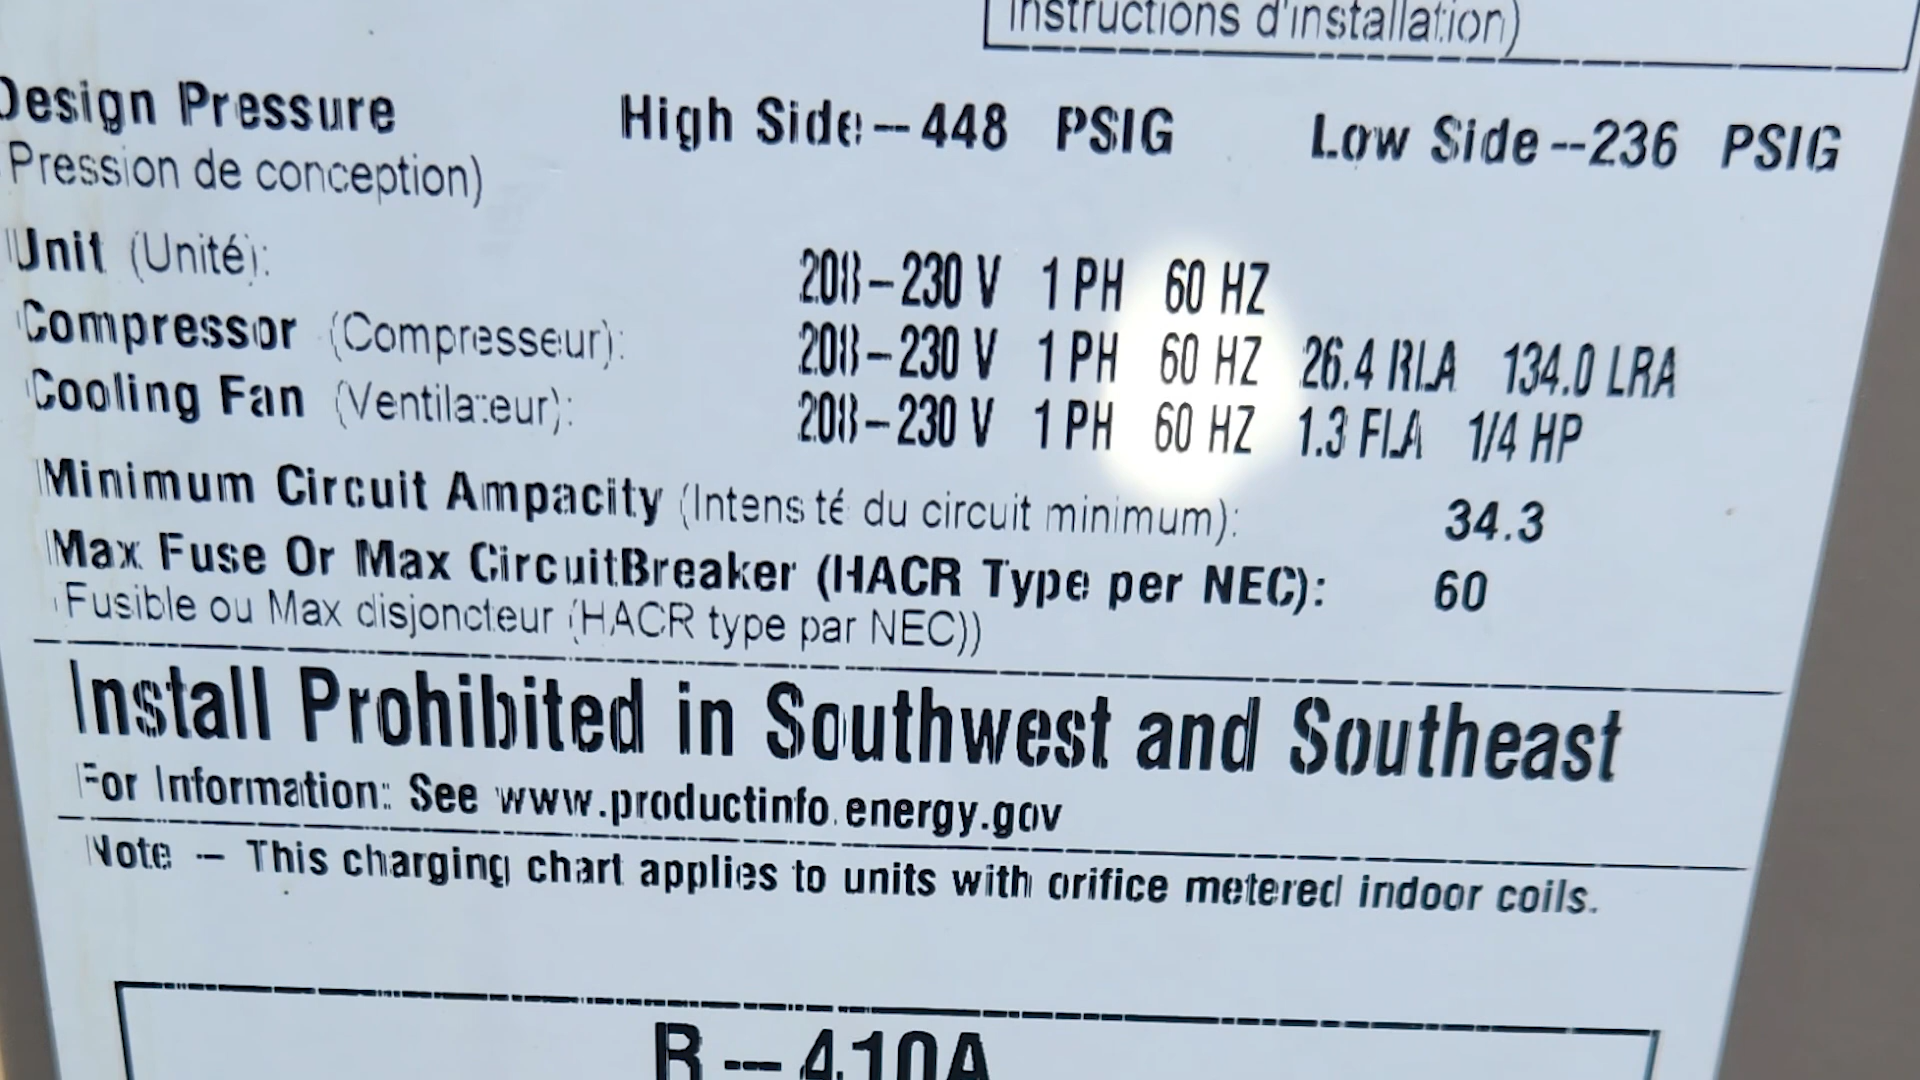 instructions d'installation)
Design Pressure High Side--448 PSIG Low Side--236 PSIG
Pression de conception)
Unit (Unité):
208-230 V 1 PH 60 HZ
Compressor (Compresseur): 208-230 V 1 PH 60 HZ 26.4 RLA 134.0 LRA
Cooling Fan (Ventilateur): 208-230 V 1 PH 60 HZ 1.3 FLA 1/4 HP
Minimum Circuit Ampacity (Intensité du circuit minimum): 34.3
Max Fuse Or Max CircuitBreaker (HACR Type per NEC): 60
Fusible ou Max disjoncteur (HACR type par NEC))
Install Prohibited in Southwest and Southeast
For Information: See www.productinfo.energy.gov
Note -- This charging chart applies to units with orifice metered indoor coils.
R--410A